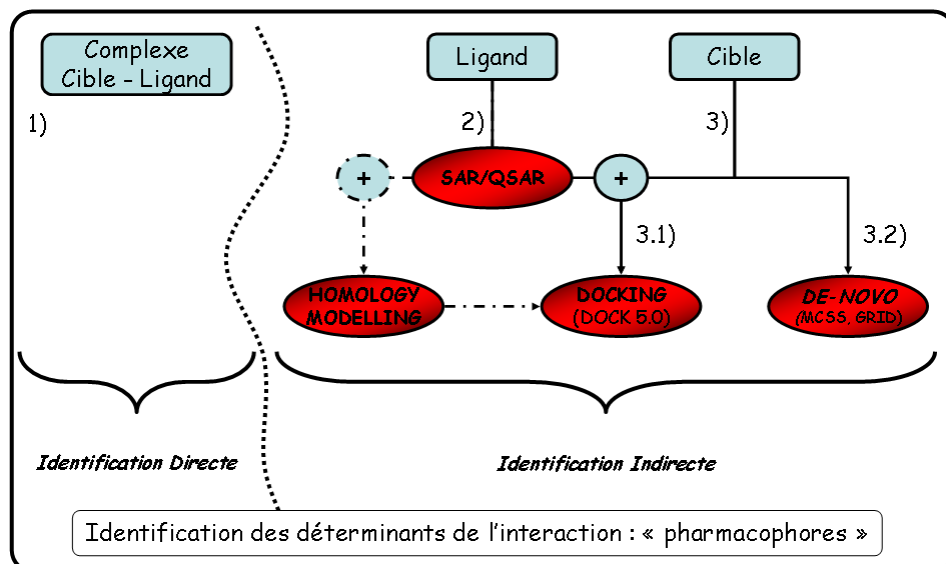 Complexe
Cible - Ligand
1)
Ligand
Cible
2)
3)
+
SAR/QSAR
+
3.1)
3.2)
HOMOLOGY
MODELLING
DOCKING
(DOCK 5.0)
DE-NOVO
(MCSS, GRID)
Identification Directe
Identification Indirecte
Identification des déterminants de l'interaction : « pharmacophores »